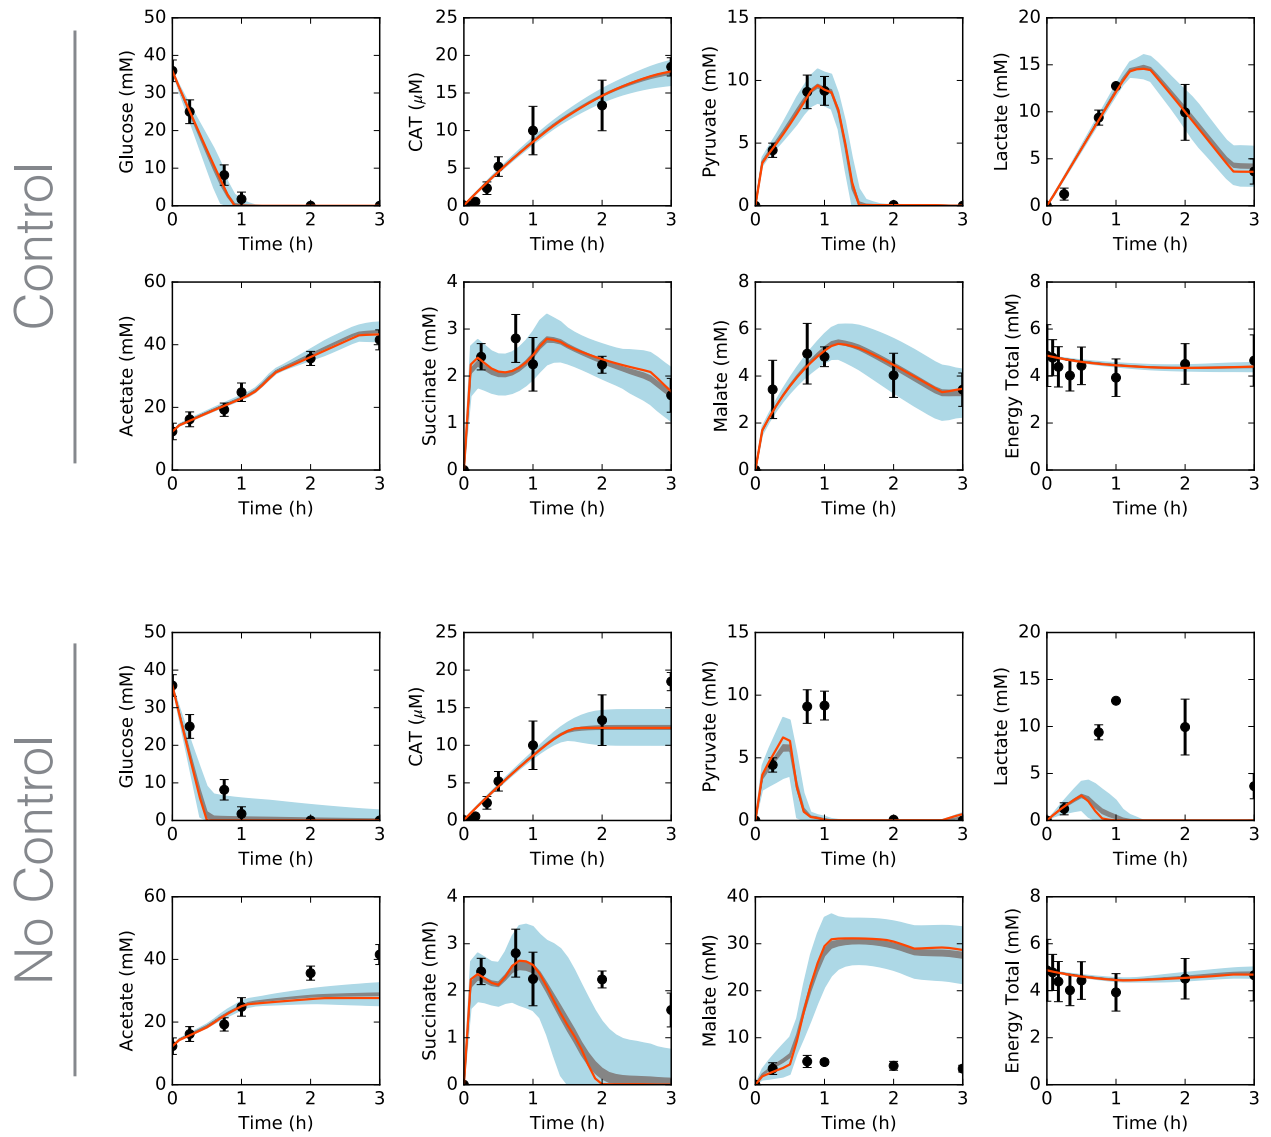 Control
Glucose (mM)
50
40
30
20
10
0
0 1 2 3
Time (h)
CAT (μM)
25
20
15
10
5
0
0 1 2 3
Time (h)
Pyruvate (mM)
15
10
5
0
0 1 2 3
Time (h)
Lactate (mM)
20
15
10
5
0
0 1 2 3
Time (h)
Acetate (mM)
60
40
20
0
0 1 2 3
Time (h)
Succinate (mM)
4
3
2
1
0
0 1 2 3
Time (h)
Malate (mM)
8
6
4
2
0
0 1 2 3
Time (h)
Energy Total (mM)
8
6
4
2
0
0 1 2 3
Time (h)
No Control
Glucose (mM)
50
40
30
20
10
0
0 1 2 3
Time (h)
CAT (μM)
25
20
15
10
5
0
0 1 2 3
Time (h)
Pyruvate (mM)
15
10
5
0
0 1 2 3
Time (h)
Lactate (mM)
20
15
10
5
0
0 1 2 3
Time (h)
Acetate (mM)
60
40
20
0
0 1 2 3
Time (h)
Succinate (mM)
4
3
2
1
0
0 1 2 3
Time (h)
Malate (mM)
40
30
20
10
0
0 1 2 3
Time (h)
Energy Total (mM)
8
6
4
2
0
0 1 2 3
Time (h)